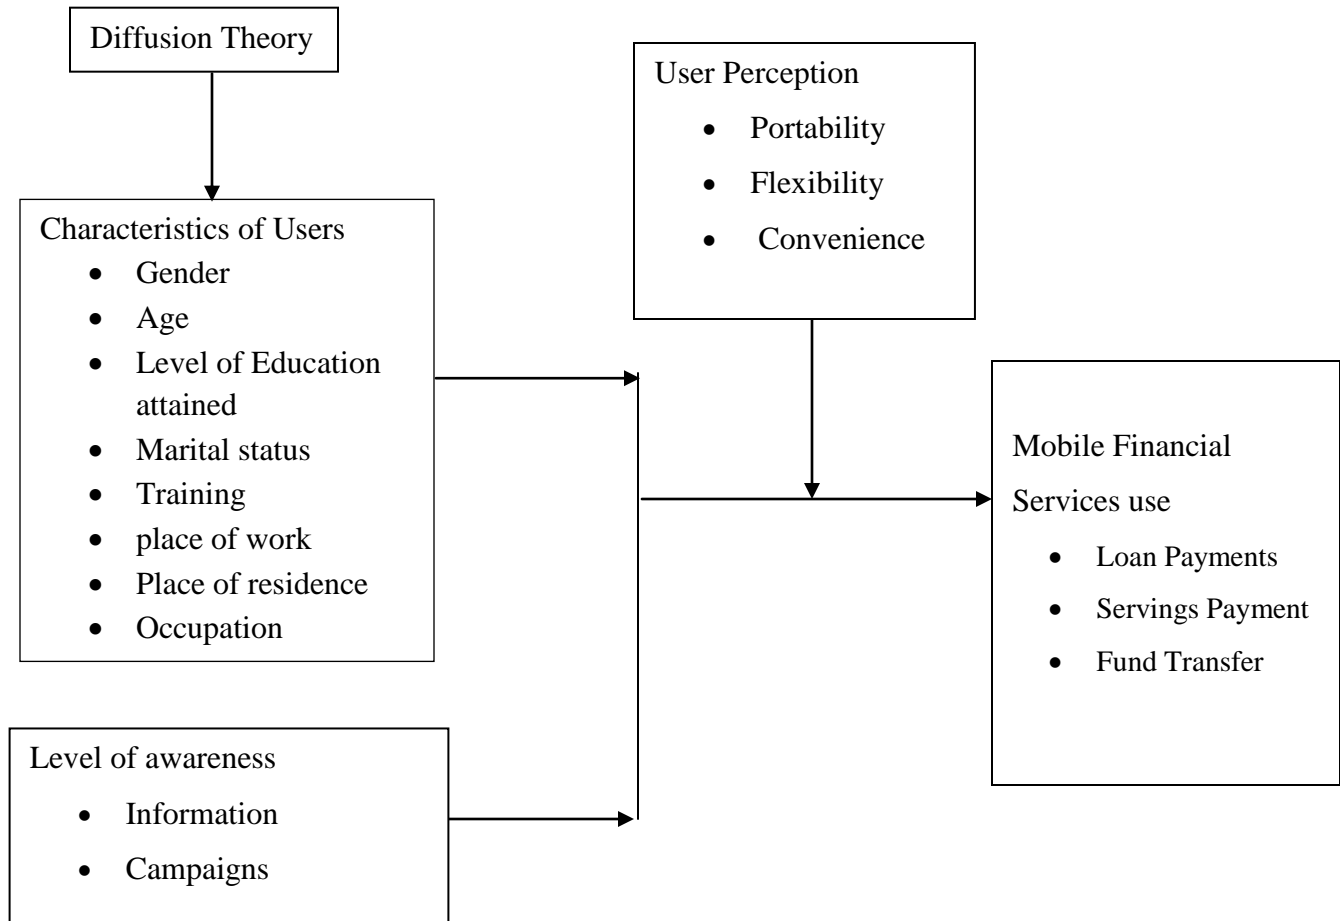 Diffusion Theory
User Perception
• Portability
• Flexibility
• Convenience
Characteristics of Users
• Gender
• Age
• Level of Education
attained
• Marital status
• Training
• place of work
• Place of residence
• Occupation
Mobile Financial
Services use
• Loan Payments
• Servings Payment
• Fund Transfer
Level of awareness
• Information
• Campaigns